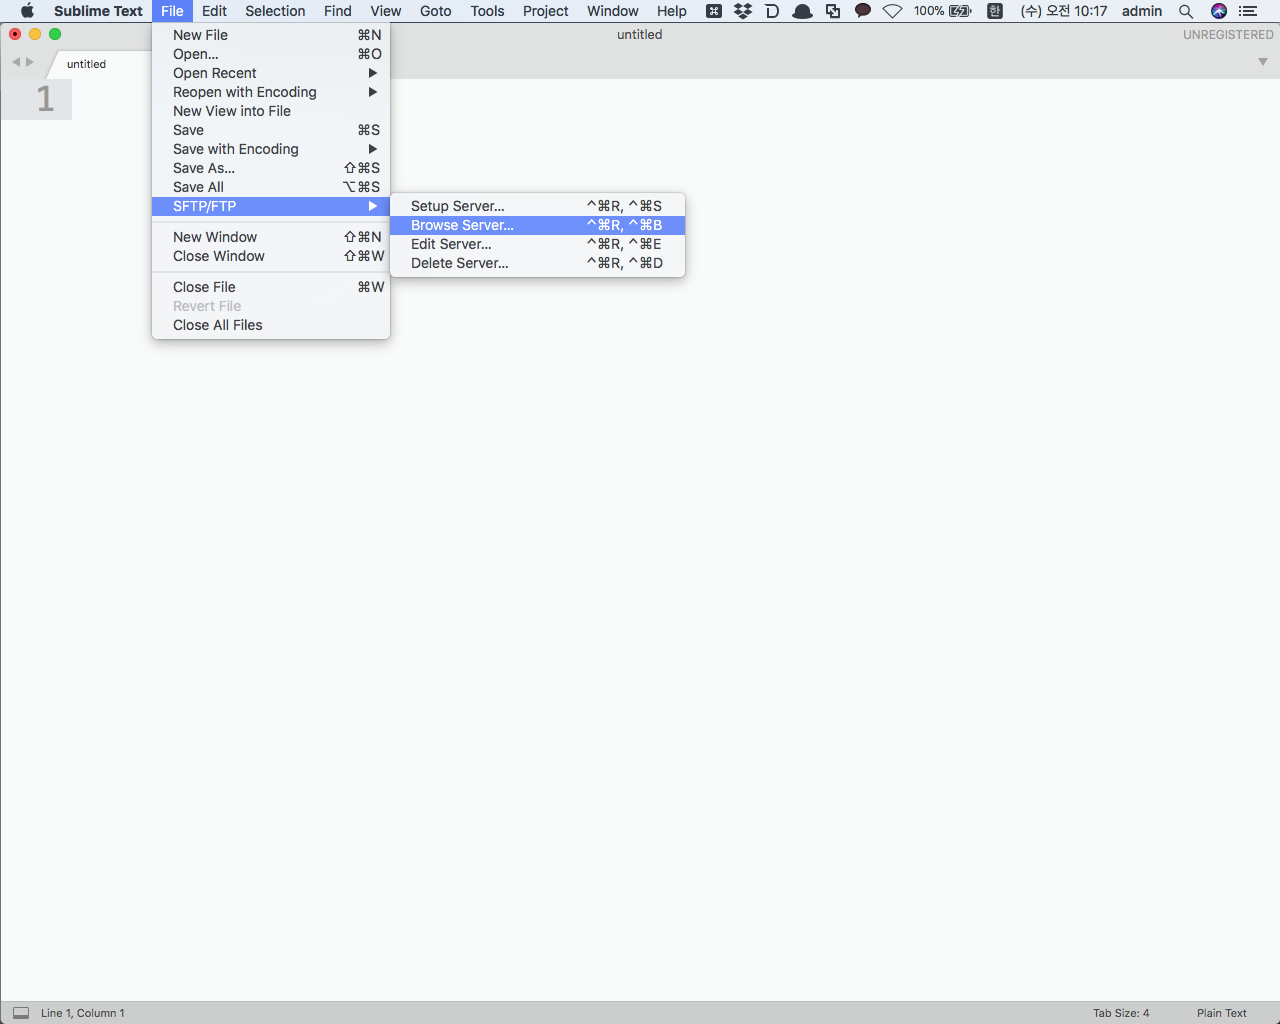 Sublime Text File Edit Selection Find View Goto Tools Project Window Help 100% 한 (수) 오전 10:17 admin
untitled UNREGISTERED
untitled
1
New File ⌘N
Open... ⌘O
Open Recent
Reopen with Encoding
New View into File
Save ⌘S
Save with Encoding
Save As... ⇧⌘S
Save All ⌥⌘S
SFTP/FTP
New Window ⇧⌘N
Close Window ⇧⌘W
Close File ⌘W
Revert File
Close All Files
Setup Server... ^⌘R, ^⌘S
Browse Server... ^⌘R, ^⌘B
Edit Server... ^⌘R, ^⌘E
Delete Server... ^⌘R, ^⌘D
Line 1, Column 1 Tab Size: 4 Plain Text